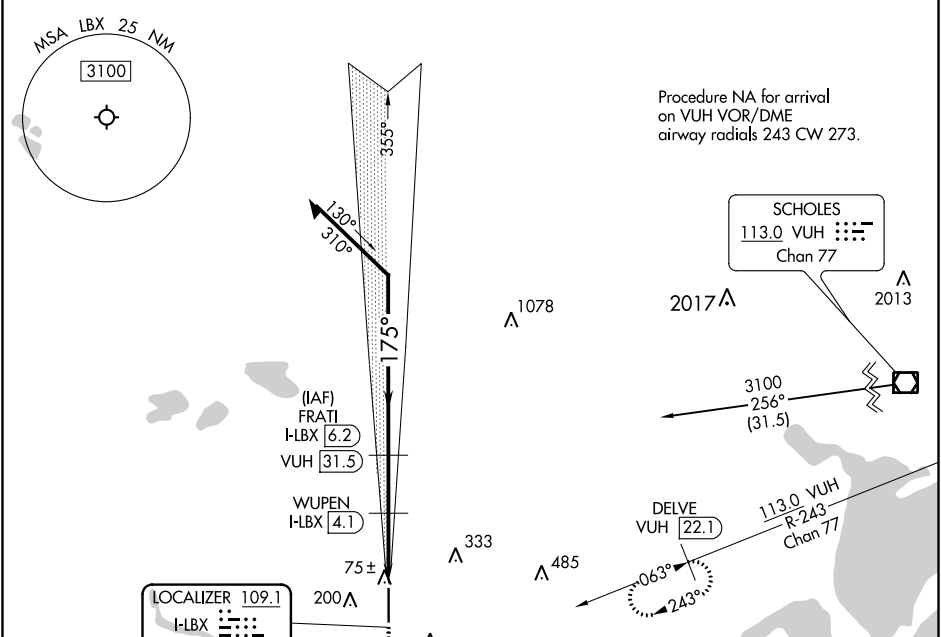 MSA LBX 25 NM
3100
355°
Procedure NA for arrival
on VUH VOR/DME
airway radials 243 CW 273.
130°
310°
SCHOLES
113.0 VUH
Chan 77
2017
2013
1078
175°
3100
256°
(31.5)
(IAF)
FRATI
I-LBX 6.2
VUH 31.5
WUPEN
I-LBX 4.1
DELVE
VUH 22.1
113.0 VUH
R-243
Chan 77
333
485
75±
063°
243°
200
LOCALIZER 109.1
I-LBX